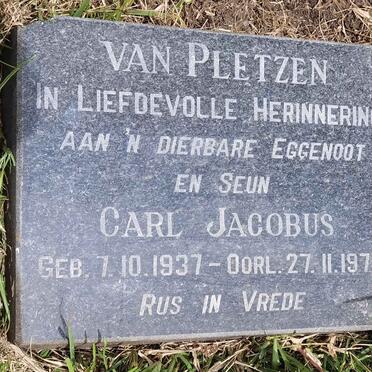 VAN PLETZEN
IN LIEFDEVOLLE HERINNERING
AAN 'N DIERBARE EGGENOOT
EN SEUN
CARL JACOBUS
GEB. 7.10.1937 - OORL. 27.11.197
RUS IN VREDE